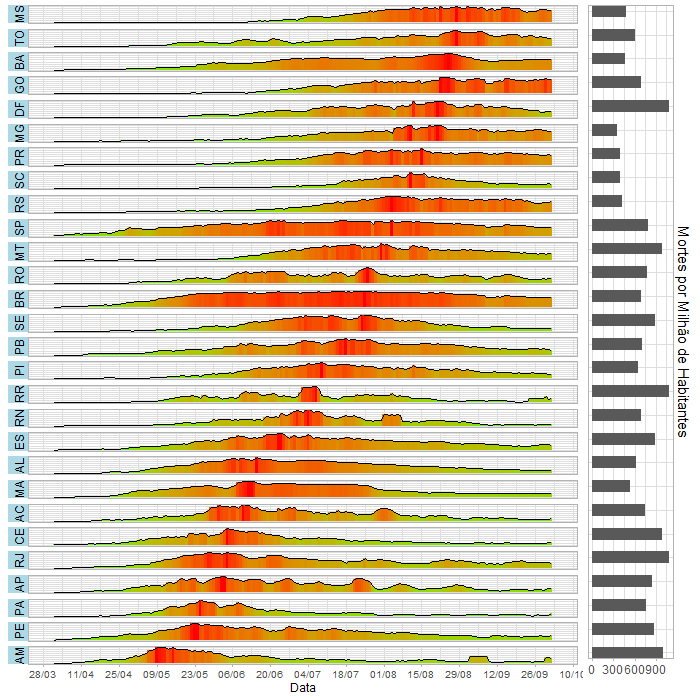 MS
TO
BA
GO
DF
MG
PR
SC
RS
SP
MT
RO
BR
SE
PB
PI
RR
RN
ES
AL
MA
AC
CE
RJ
AP
PA
PE
AM
28/03 11/04 25/04 09/05 23/05 06/06 20/06 04/07 18/07 01/08 15/08 29/08 12/09 26/09 10/10
Data
0 300 600 900
Mortes por Milhão de Habitantes